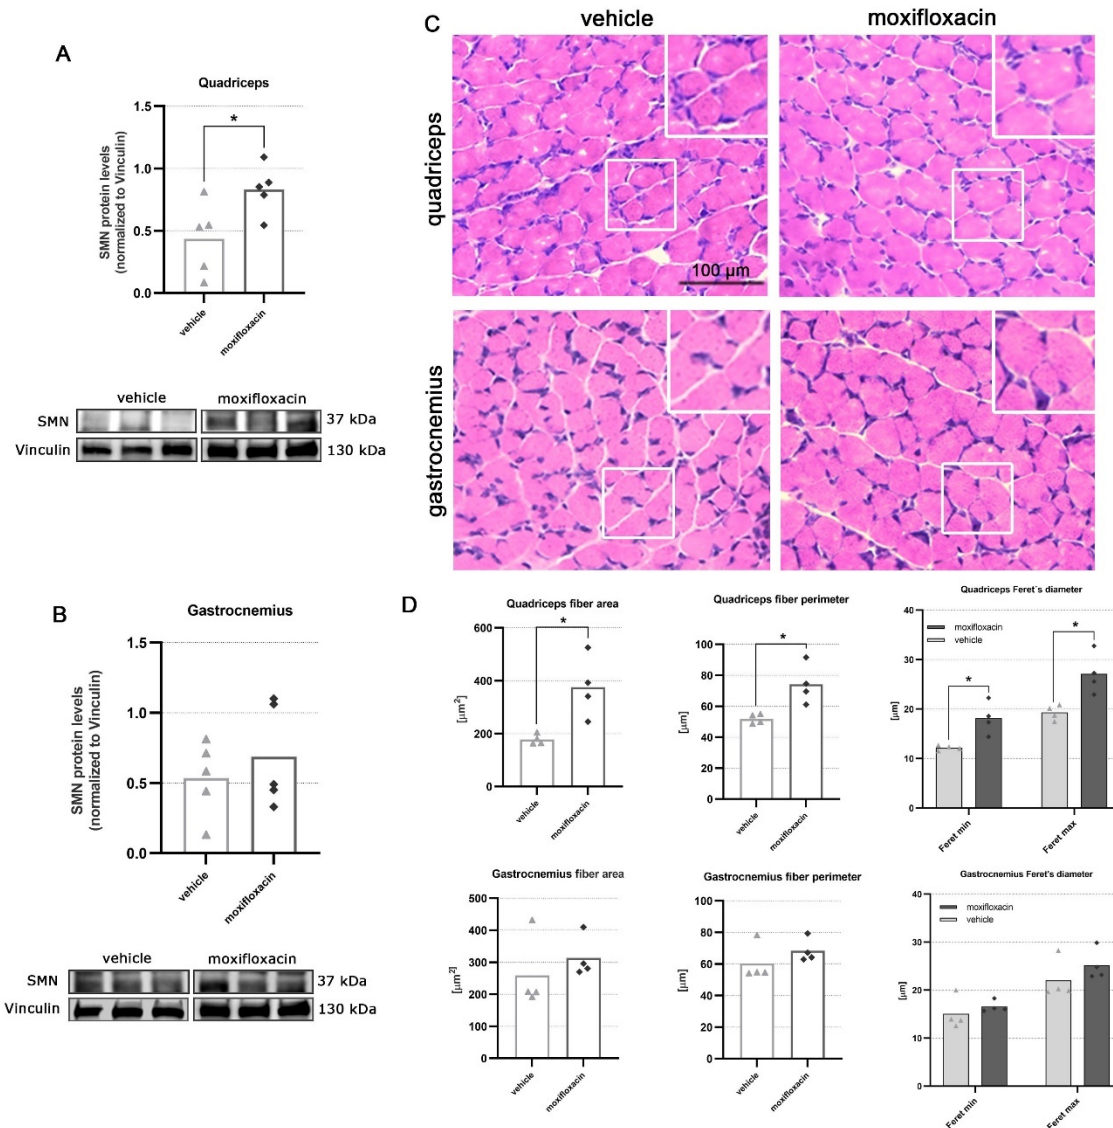 A
Quadriceps
SMN protein levels
(normalized to Vinculin)
1.5
1.0
0.5
0.0
*
vehicle
moxifloxacin
vehicle
moxifloxacin
SMN
37 kDa
Vinculin
130 kDa
B
Gastrocnemius
SMN protein levels
(normalized to Vinculin)
1.5
1.0
0.5
0.0
vehicle
moxifloxacin
vehicle
moxifloxacin
SMN
37 kDa
Vinculin
130 kDa
C
vehicle
moxifloxacin
quadriceps
100 µm
gastrocnemius
D
Quadriceps fiber area
[µm²]
600
400
200
0
*
vehicle
moxifloxacin
Quadriceps fiber perimeter
[µm]
100
80
60
40
20
0
*
vehicle
moxifloxacin
Quadriceps Feret´s diameter
[µm]
40
30
20
10
0
moxifloxacin
vehicle
*
*
Feret min
Feret max
Gastrocnemius fiber area
[µm²]
500
400
300
200
100
0
vehicle
moxifloxacin
Gastrocnemius fiber perimeter
[µm]
100
80
60
40
20
0
vehicle
moxifloxacin
Gastrocnemius Feret's diameter
[µm]
40
30
20
10
0
moxifloxacin
vehicle
Feret min
Feret max